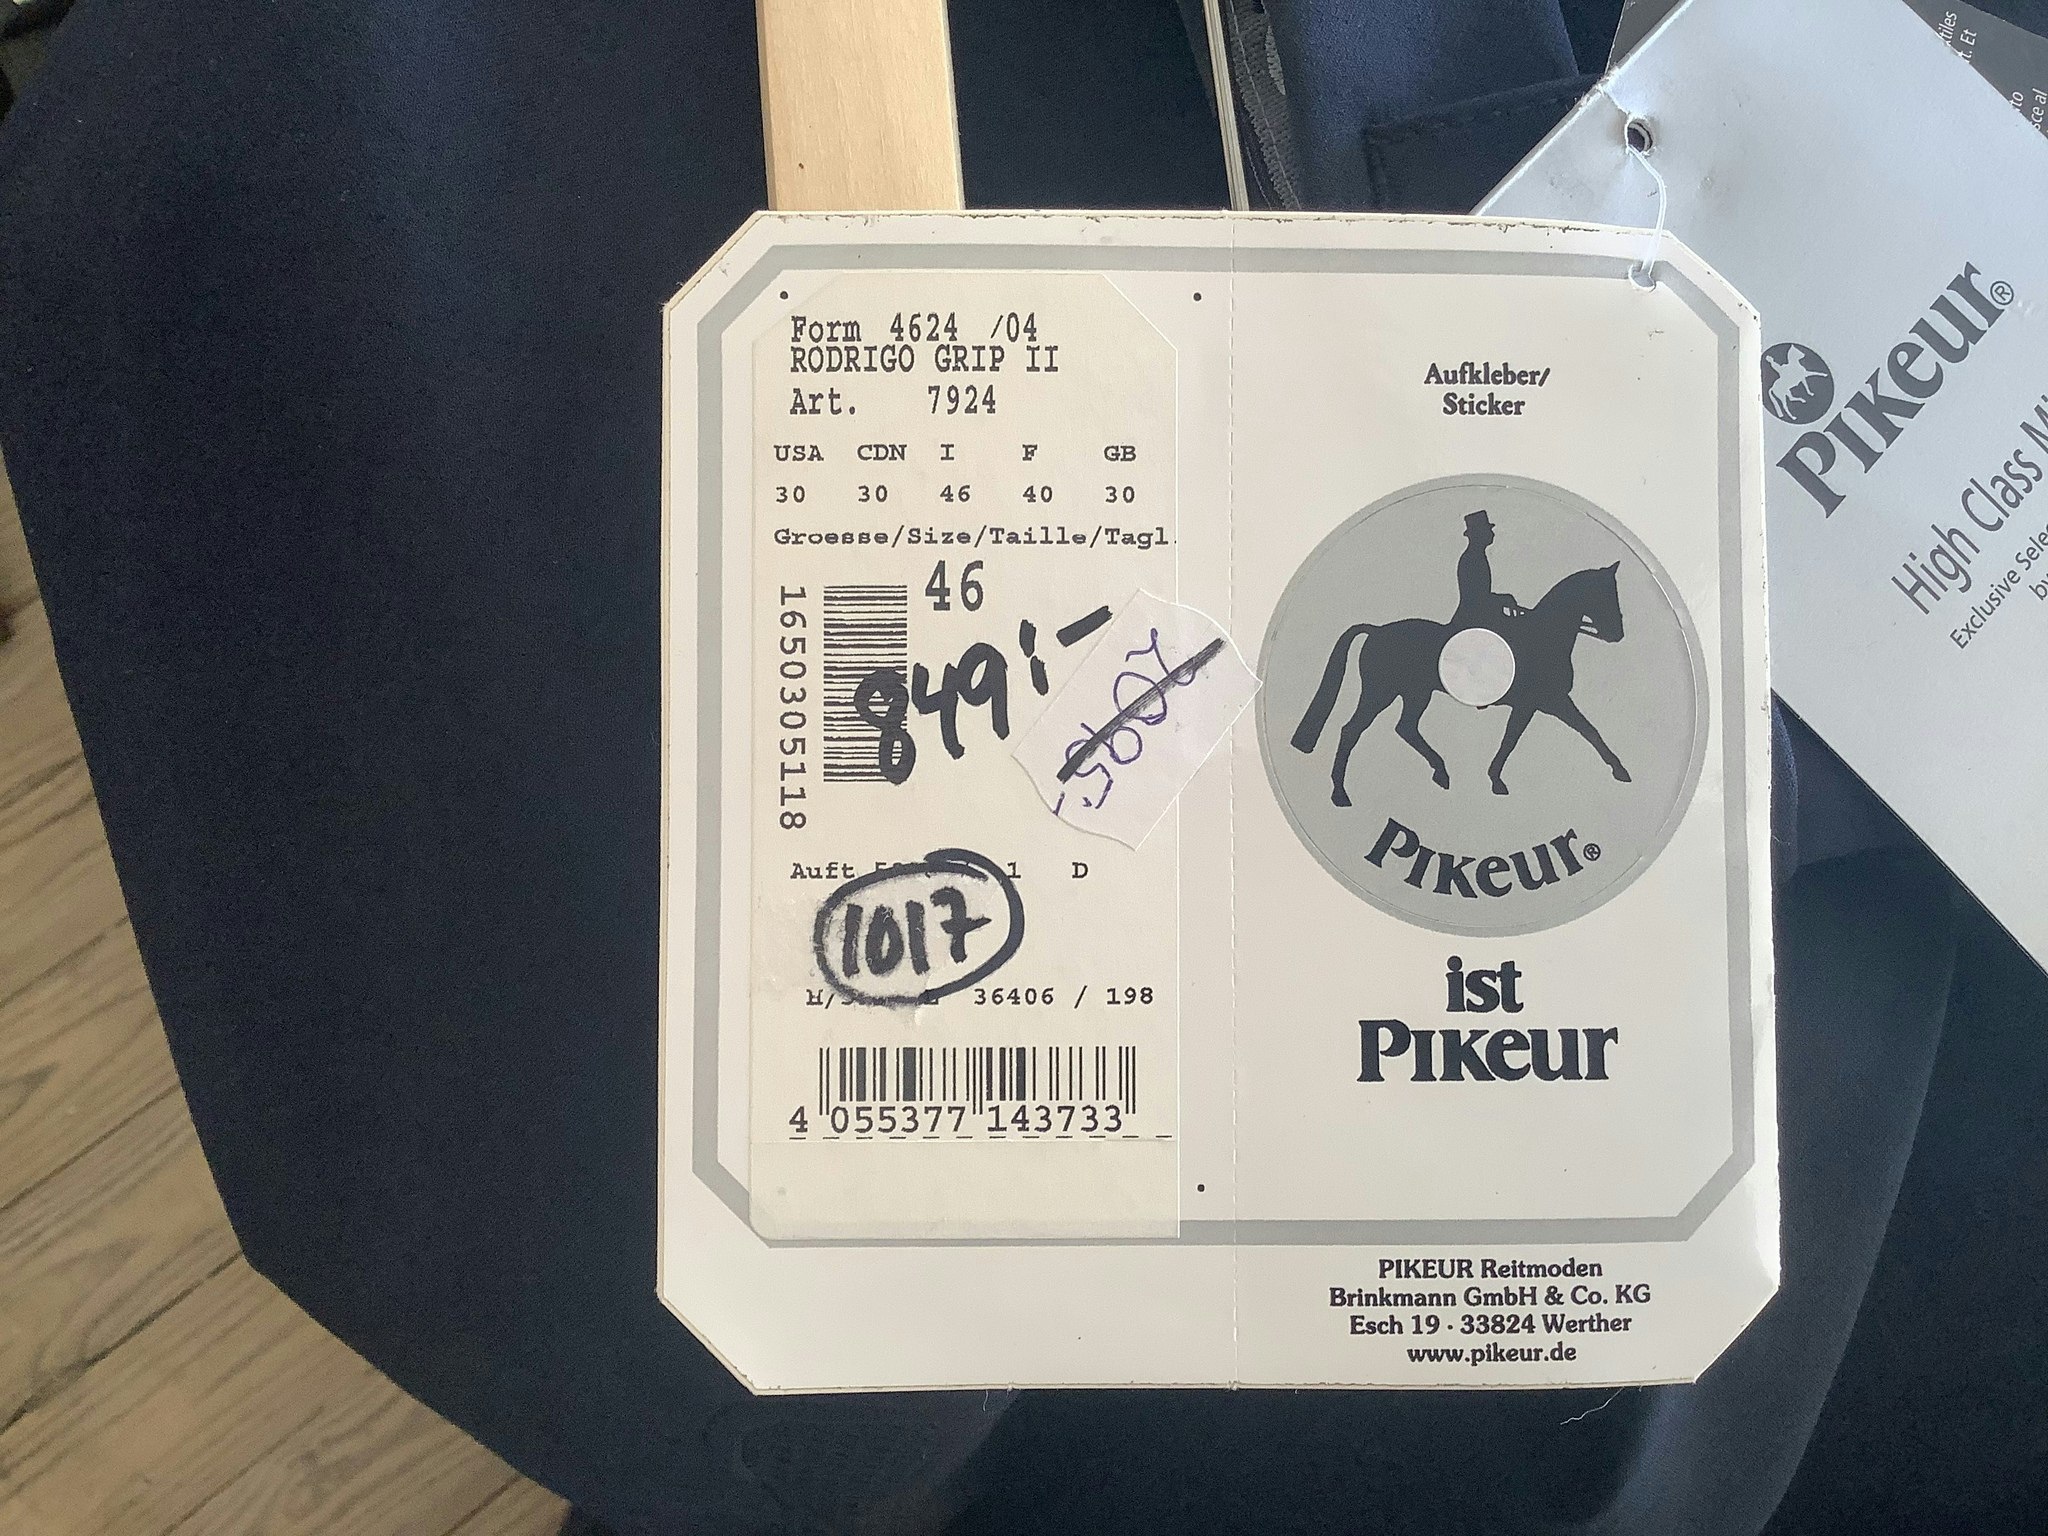 Form 4624 /04
RODRIGO GRIP II
Art. 7924
USA CDN I F GB
30 30 46 40 30
Groesse/Size/Taille/Tagl.
46
1650305118
849:-
Auft 1 D
1017
36406 / 198
4 055377 143733
Aufkleber/
Sticker
PIKEUR®
ist
PIKEUR
PIKEUR Reitmoden
Brinkmann GmbH & Co. KG
Esch 19 · 33824 Werther
www.pikeur.de
PIKEUR®
High Class
Exclusive